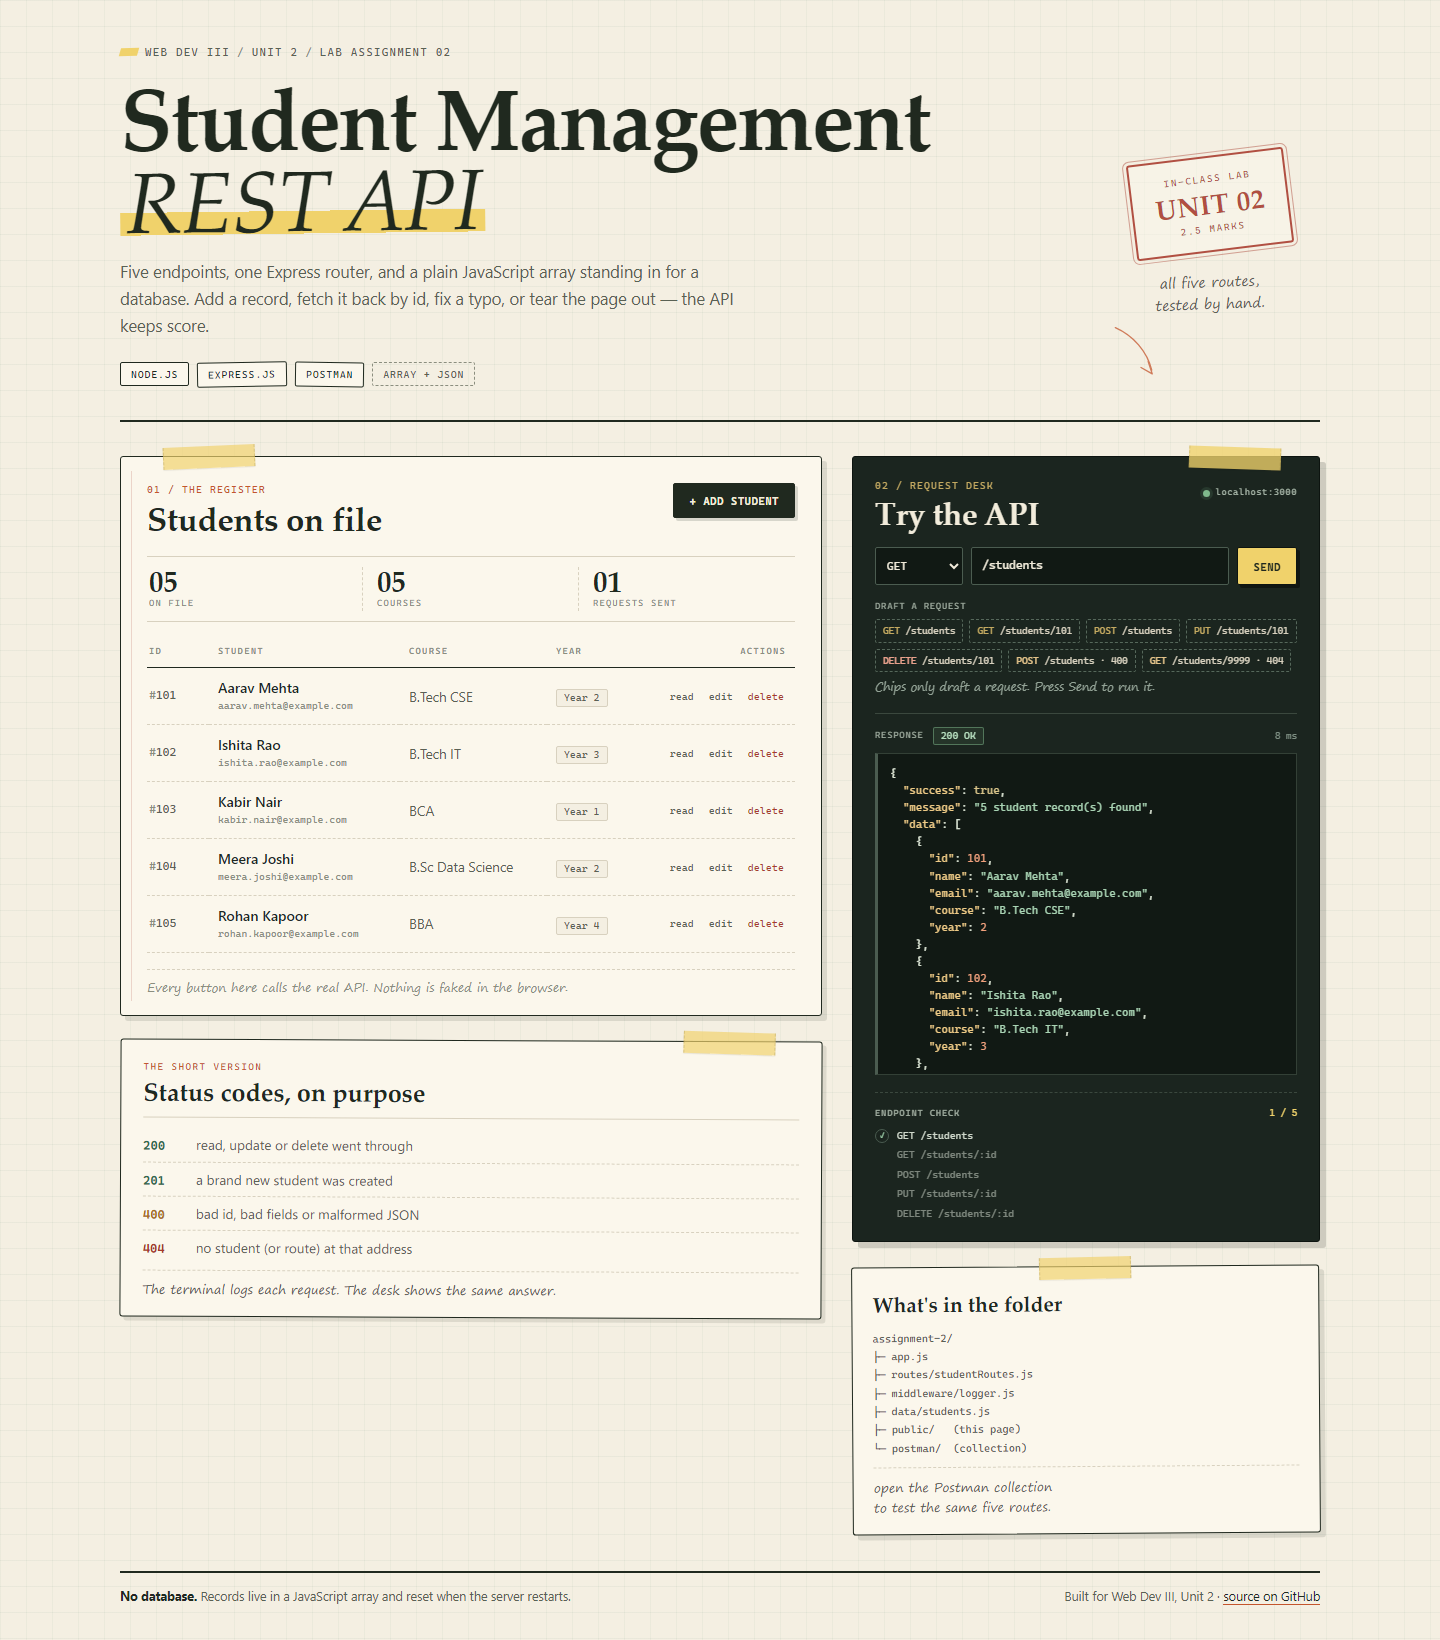 WEB DEV III / UNIT 2 / LAB ASSIGNMENT 02
Student Management
REST API
Five endpoints, one Express router, and a plain JavaScript array standing in for a
database. Add a record, fetch it back by id, fix a typo, or tear the page out — the API
keeps score.
NODE.JS EXPRESS.JS POSTMAN ARRAY + JSON
IN-CLASS LAB
UNIT 02
2.5 MARKS
all five routes,
tested by hand.
01 / THE REGISTER
Students on file
+ ADD STUDENT
05 05 01
ON FILE COURSES REQUESTS SENT
ID STUDENT COURSE YEAR ACTIONS
#101 Aarav Mehta B.Tech CSE Year 2 read edit delete
aarav.mehta@example.com
#102 Ishita Rao B.Tech IT Year 3 read edit delete
ishita.rao@example.com
#103 Kabir Nair BCA Year 1 read edit delete
kabir.nair@example.com
#104 Meera Joshi B.Sc Data Science Year 2 read edit delete
meera.joshi@example.com
#105 Rohan Kapoor BBA Year 4 read edit delete
rohan.kapoor@example.com
Every button here calls the real API. Nothing is faked in the browser.
THE SHORT VERSION
Status codes, on purpose
200 read, update or delete went through
201 a brand new student was created
400 bad id, bad fields or malformed JSON
404 no student (or route) at that address
The terminal logs each request. The desk shows the same answer.
02 / REQUEST DESK
localhost:3000
Try the API
GET /students SEND
DRAFT A REQUEST
GET /students GET /students/101 POST /students PUT /students/101
DELETE /students/101 POST /students · 400 GET /students/9999 · 404
Chips only draft a request. Press Send to run it.
RESPONSE 200 OK 8 ms
{
"success": true,
"message": "5 student record(s) found",
"data": [
{
"id": 101,
"name": "Aarav Mehta",
"email": "aarav.mehta@example.com",
"course": "B.Tech CSE",
"year": 2
},
{
"id": 102,
"name": "Ishita Rao",
"email": "ishita.rao@example.com",
"course": "B.Tech IT",
"year": 3
},
ENDPOINT CHECK 1 / 5
✓ GET /students
GET /students/:id
POST /students
PUT /students/:id
DELETE /students/:id
What's in the folder
assignment-2/
├─ app.js
├─ routes/studentRoutes.js
├─ middleware/logger.js
├─ data/students.js
├─ public/ (this page)
└─ postman/ (collection)
open the Postman collection
to test the same five routes.
No database. Records live in a JavaScript array and reset when the server restarts.
Built for Web Dev III, Unit 2 · source on GitHub